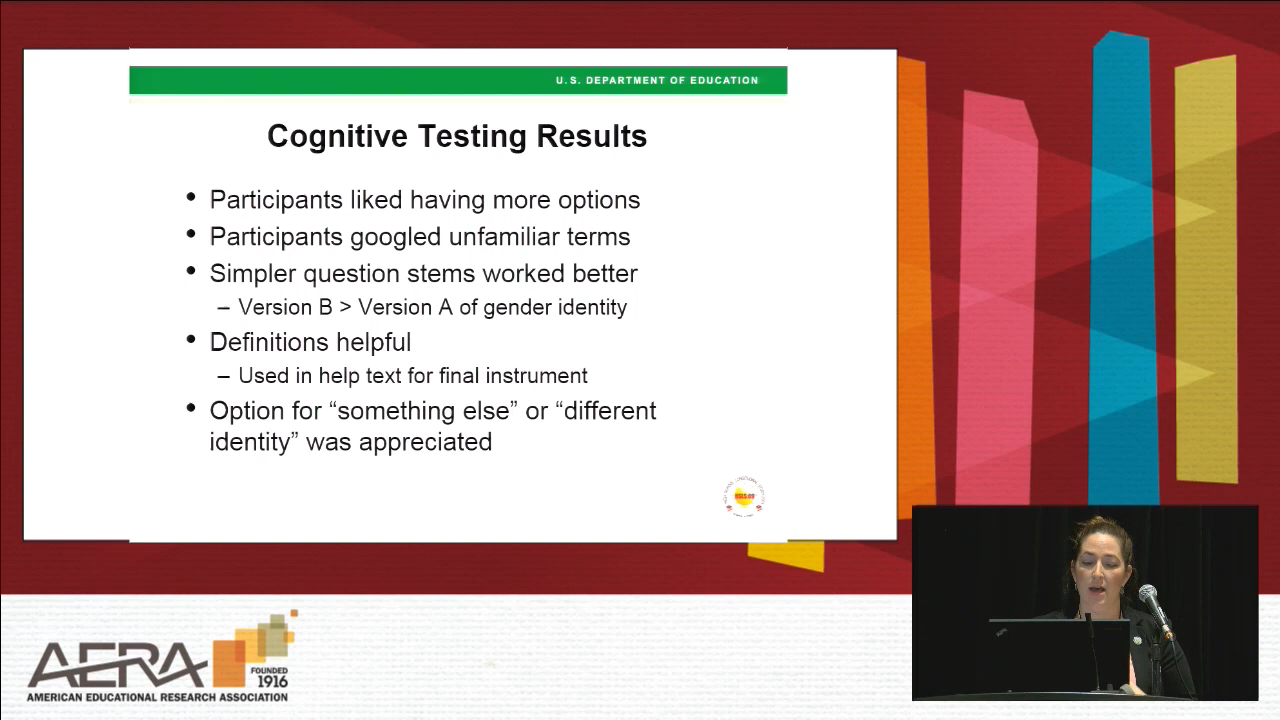 U.S. DEPARTMENT OF EDUCATION
Cognitive Testing Results
• Participants liked having more options
• Participants googled unfamiliar terms
• Simpler question stems worked better
– Version B > Version A of gender identity
• Definitions helpful
– Used in help text for final instrument
• Option for “something else” or “different
identity” was appreciated
HSLS:09
AERA
FOUNDED
1916
AMERICAN EDUCATIONAL RESEARCH ASSOCIATION